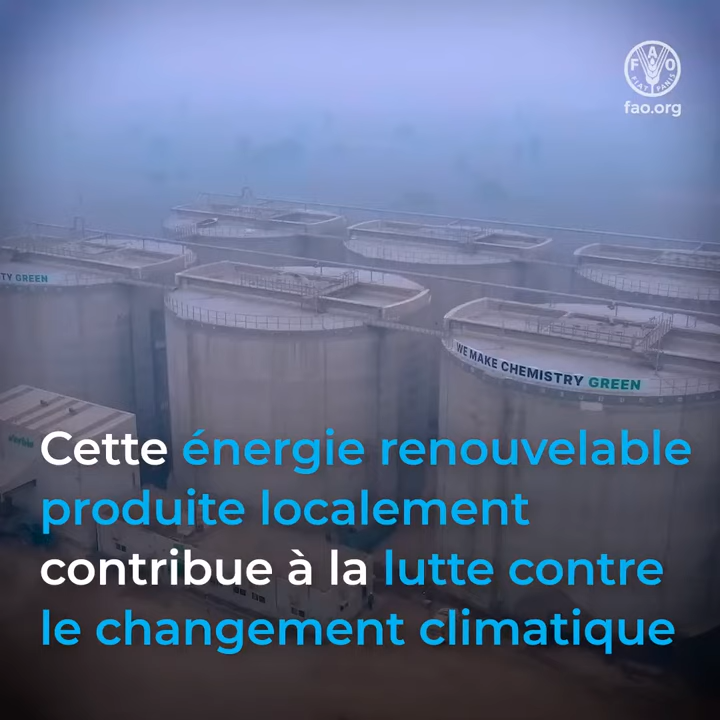 F A O
FIAT PANIS
fao.org
TY GREEN
WE MAKE CHEMISTRY GREEN
Cette énergie renouvelable
produite localement
contribue à la lutte contre
le changement climatique